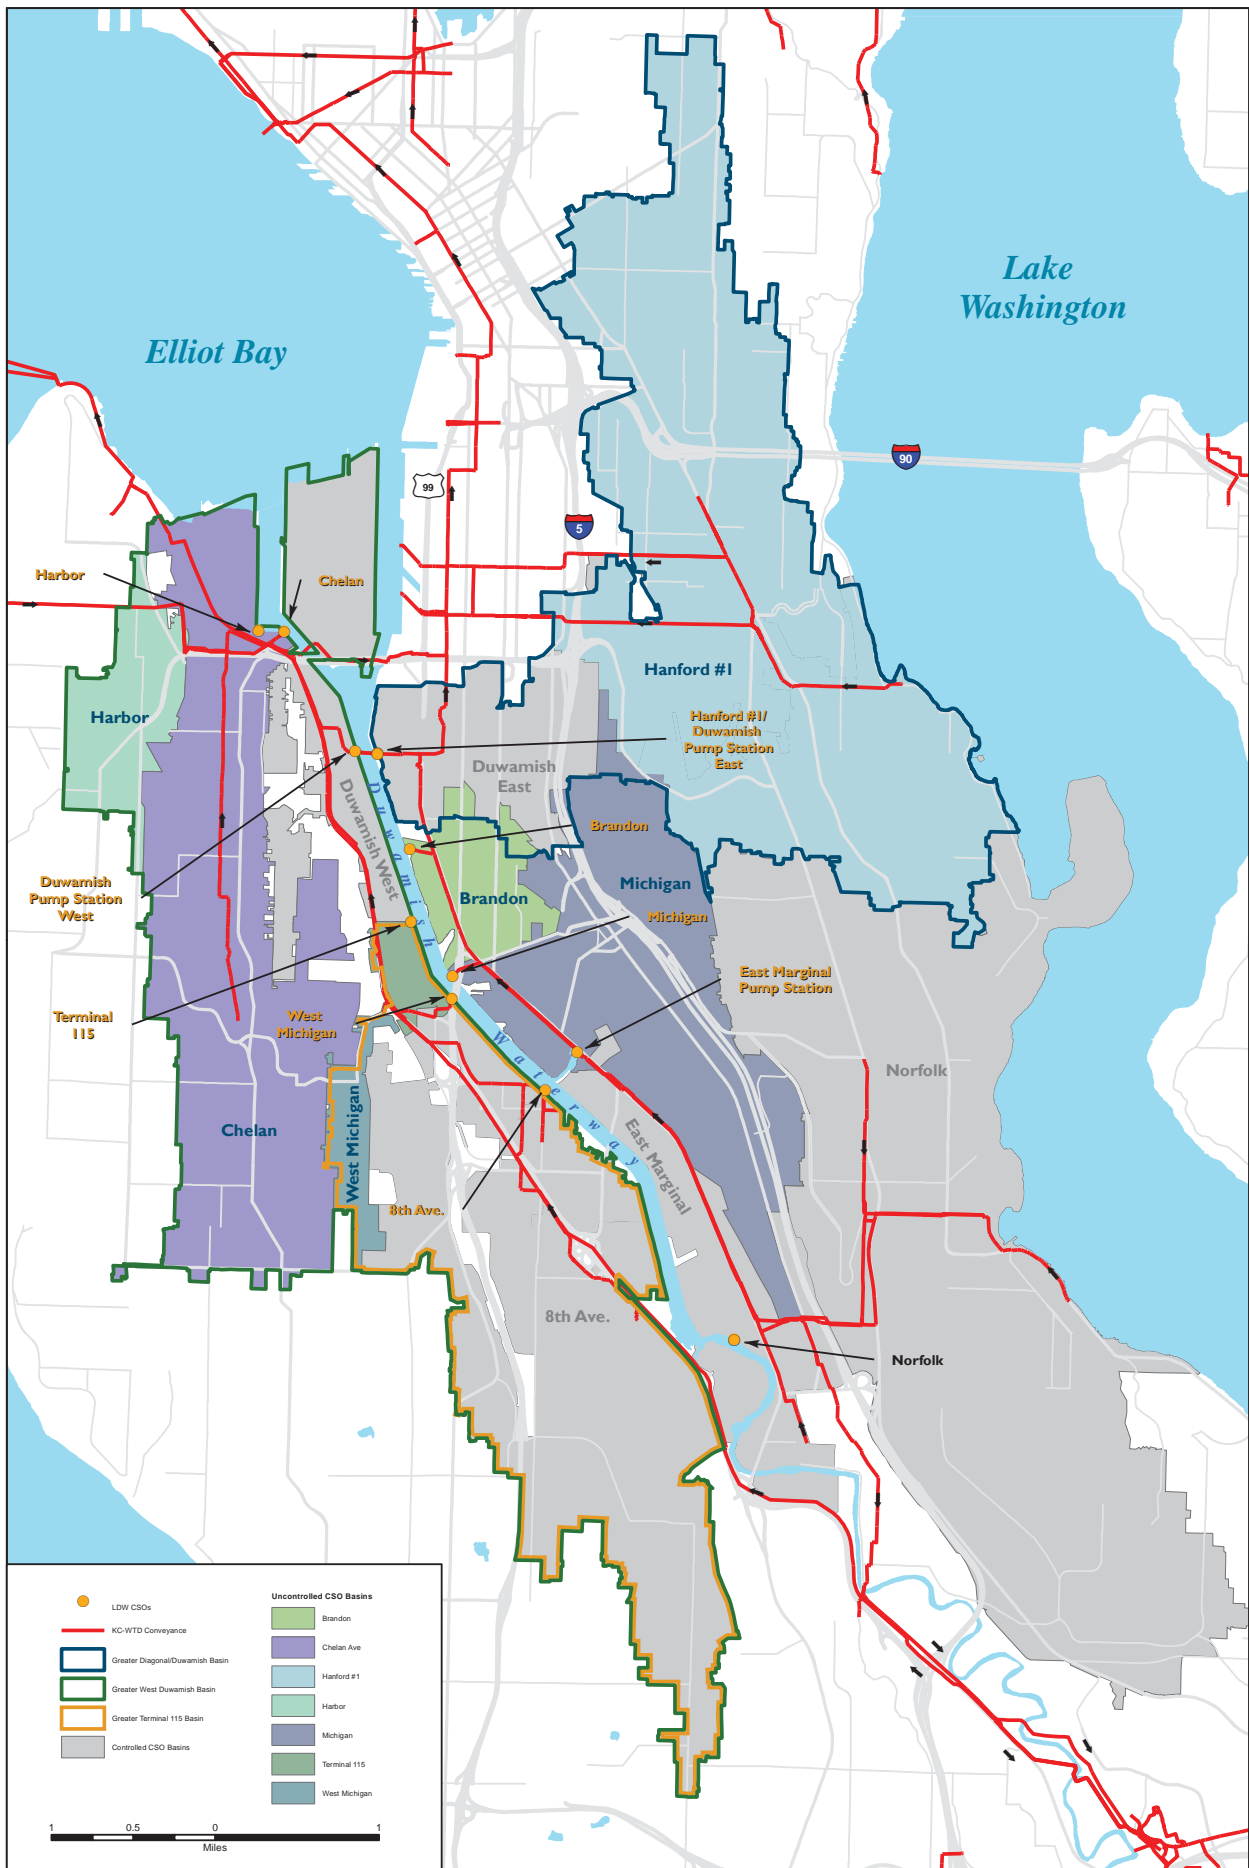 Lake
Washington
Elliot Bay
90
99
5
Harbor
Chelan
Hanford #1
Harbor
Hanford #1/
Duwamish
Pump Station
East
Duwamish
East
Duwamish West
Duwamish
Brandon
Duwamish
Pump Station
West
Michigan
Brandon
Michigan
East Marginal
Pump Station
Terminal
115
West
Michigan
Waterway
Norfolk
Chelan
West Michigan
East Marginal
8th Ave.
8th Ave.
Norfolk
LDW CSOs
KC-WTD Conveyance
Greater Diagonal/Duwamish Basin
Greater West Duwamish Basin
Greater Terminal 115 Basin
Controlled CSO Basins
Uncontrolled CSO Basins
Brandon
Chelan Ave
Hanford #1
Harbor
Michigan
Terminal 115
West Michigan
1 0.5 0 1
Miles